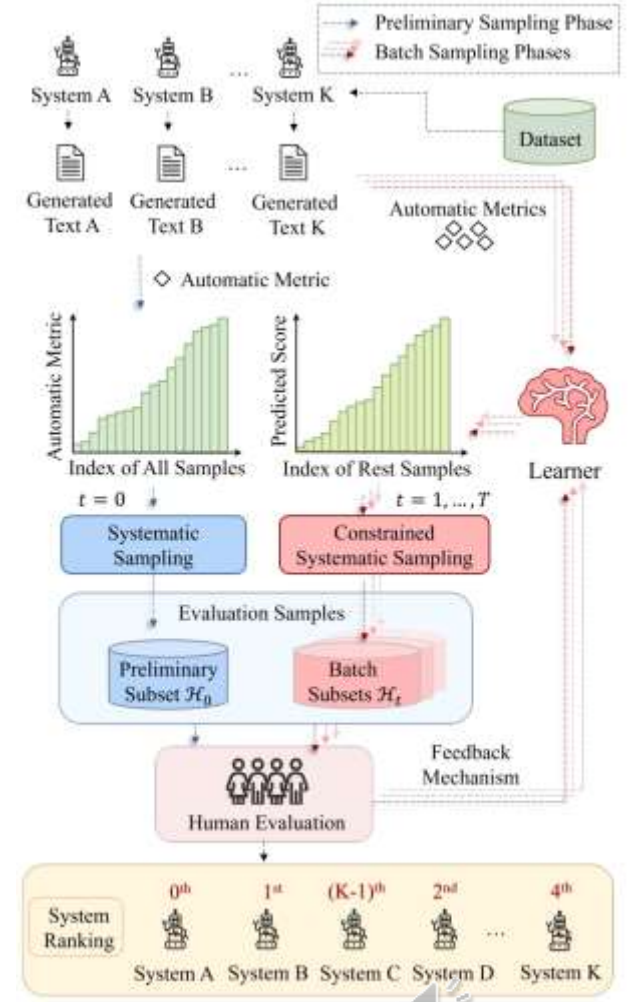 Preliminary Sampling Phase
Batch Sampling Phases
System A
System B
...
System K
Dataset
Generated
Text A
Generated
Text B
...
Generated
Text K
Automatic Metrics
Automatic Metric
Automatic Metric
Index of All Samples
Predicted Score
Index of Rest Samples
Learner
t = 0
t = 1, ..., T
Systematic
Sampling
Constrained
Systematic Sampling
Evaluation Samples
Preliminary
Subset ℋ₀
Batch
Subsets ℋₜ
Feedback
Mechanism
Human Evaluation
System
Ranking
0th
1st
(K-1)th
2nd
4th
...
System A
System B
System C
System D
System K